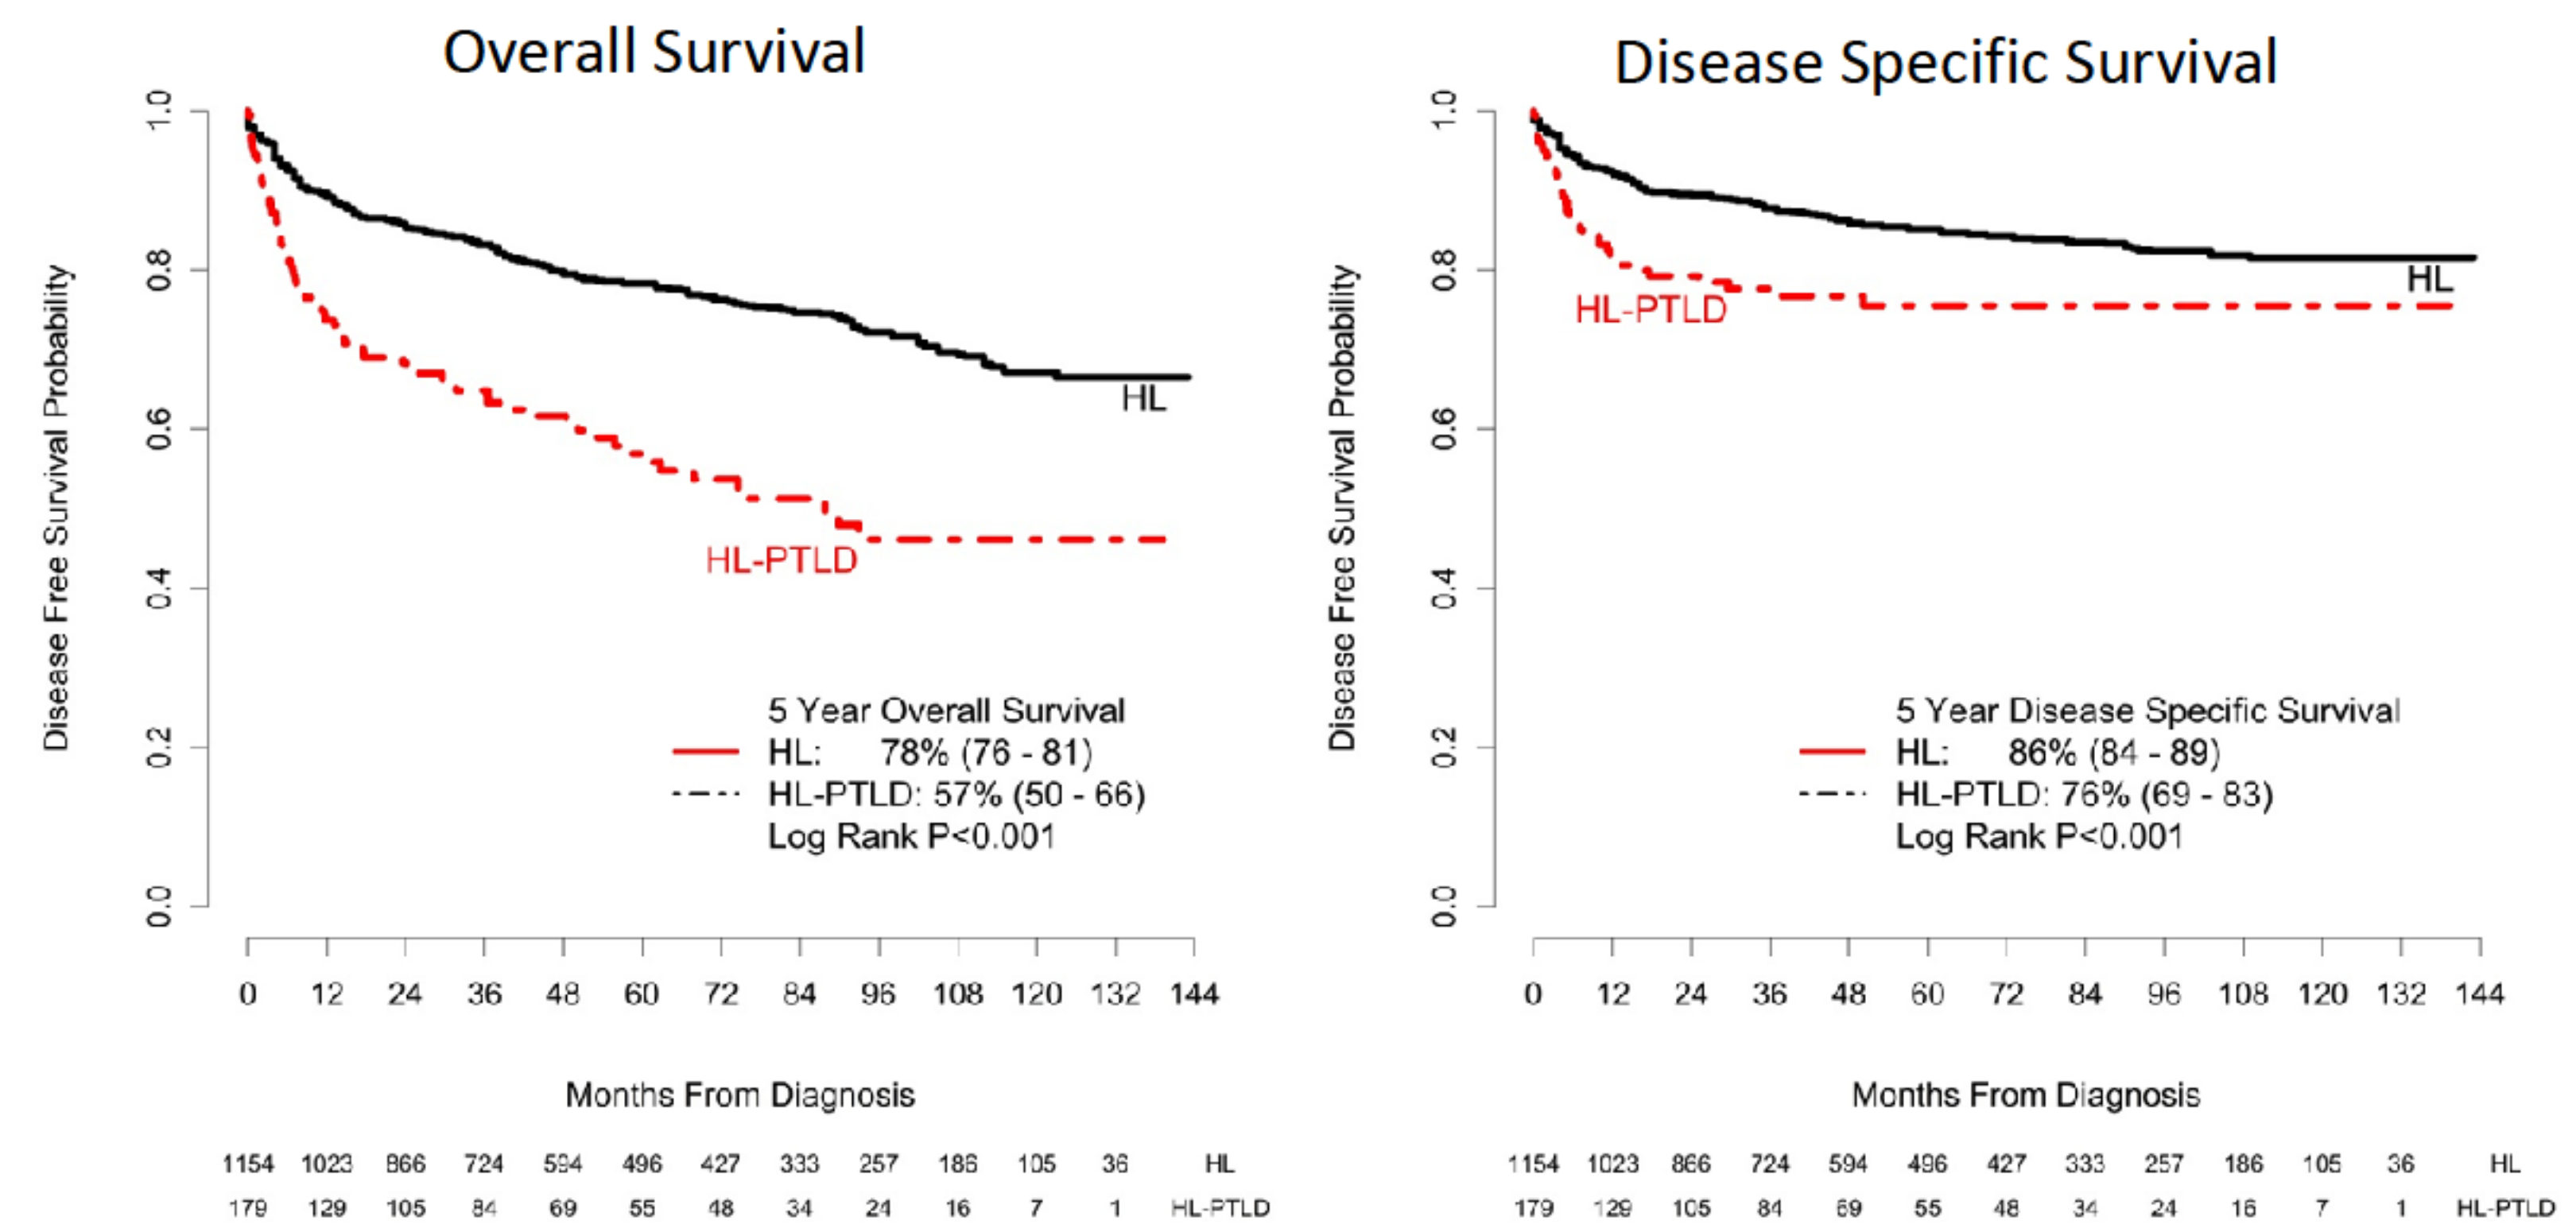 Overall Survival
Disease Free Survival Probability
1.0
0.8
0.6
0.4
0.2
0.0
HL
HL-PTLD
5 Year Overall Survival
HL: 78% (76 - 81)
HL-PTLD: 57% (50 - 66)
Log Rank P<0.001
0 12 24 36 48 60 72 84 96 108 120 132 144
Months From Diagnosis
1154 1023 866 724 594 496 427 333 257 186 105 36 HL
179 129 105 84 69 55 48 34 24 16 7 1 HL-PTLD
Disease Specific Survival
Disease Free Survival Probability
1.0
0.8
0.6
0.4
0.2
0.0
HL
HL-PTLD
5 Year Disease Specific Survival
HL: 86% (84 - 89)
HL-PTLD: 76% (69 - 83)
Log Rank P<0.001
0 12 24 36 48 60 72 84 96 108 120 132 144
Months From Diagnosis
1154 1023 866 724 594 496 427 333 257 186 105 36 HL
179 129 105 84 69 55 48 34 24 16 7 1 HL-PTLD